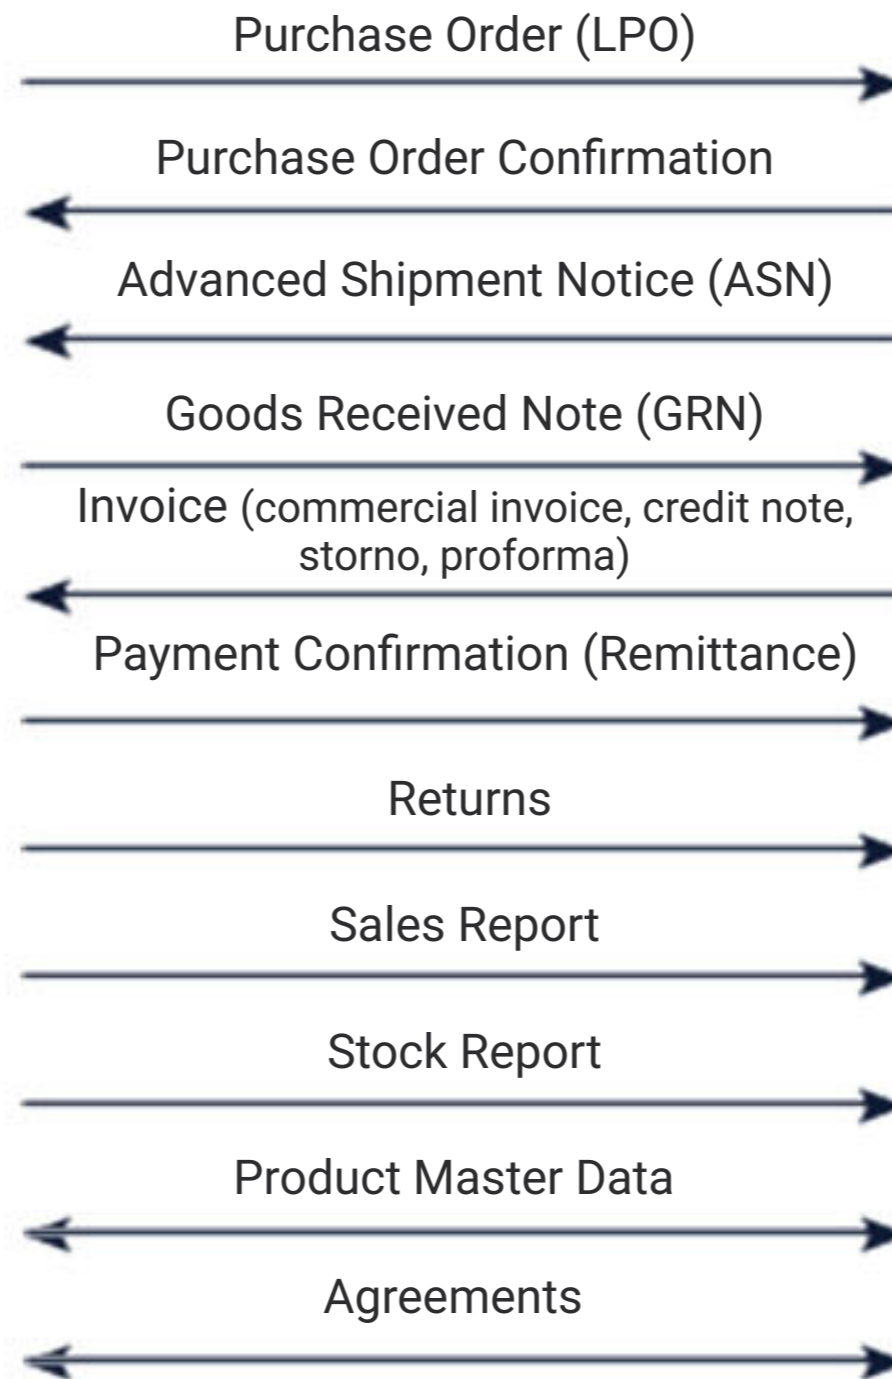 Purchase Order (LPO)
Purchase Order Confirmation
Advanced Shipment Notice (ASN)
Goods Received Note (GRN)
Invoice (commercial invoice, credit note,
storno, proforma)
Payment Confirmation (Remittance)
Returns
Sales Report
Stock Report
Product Master Data
Agreements